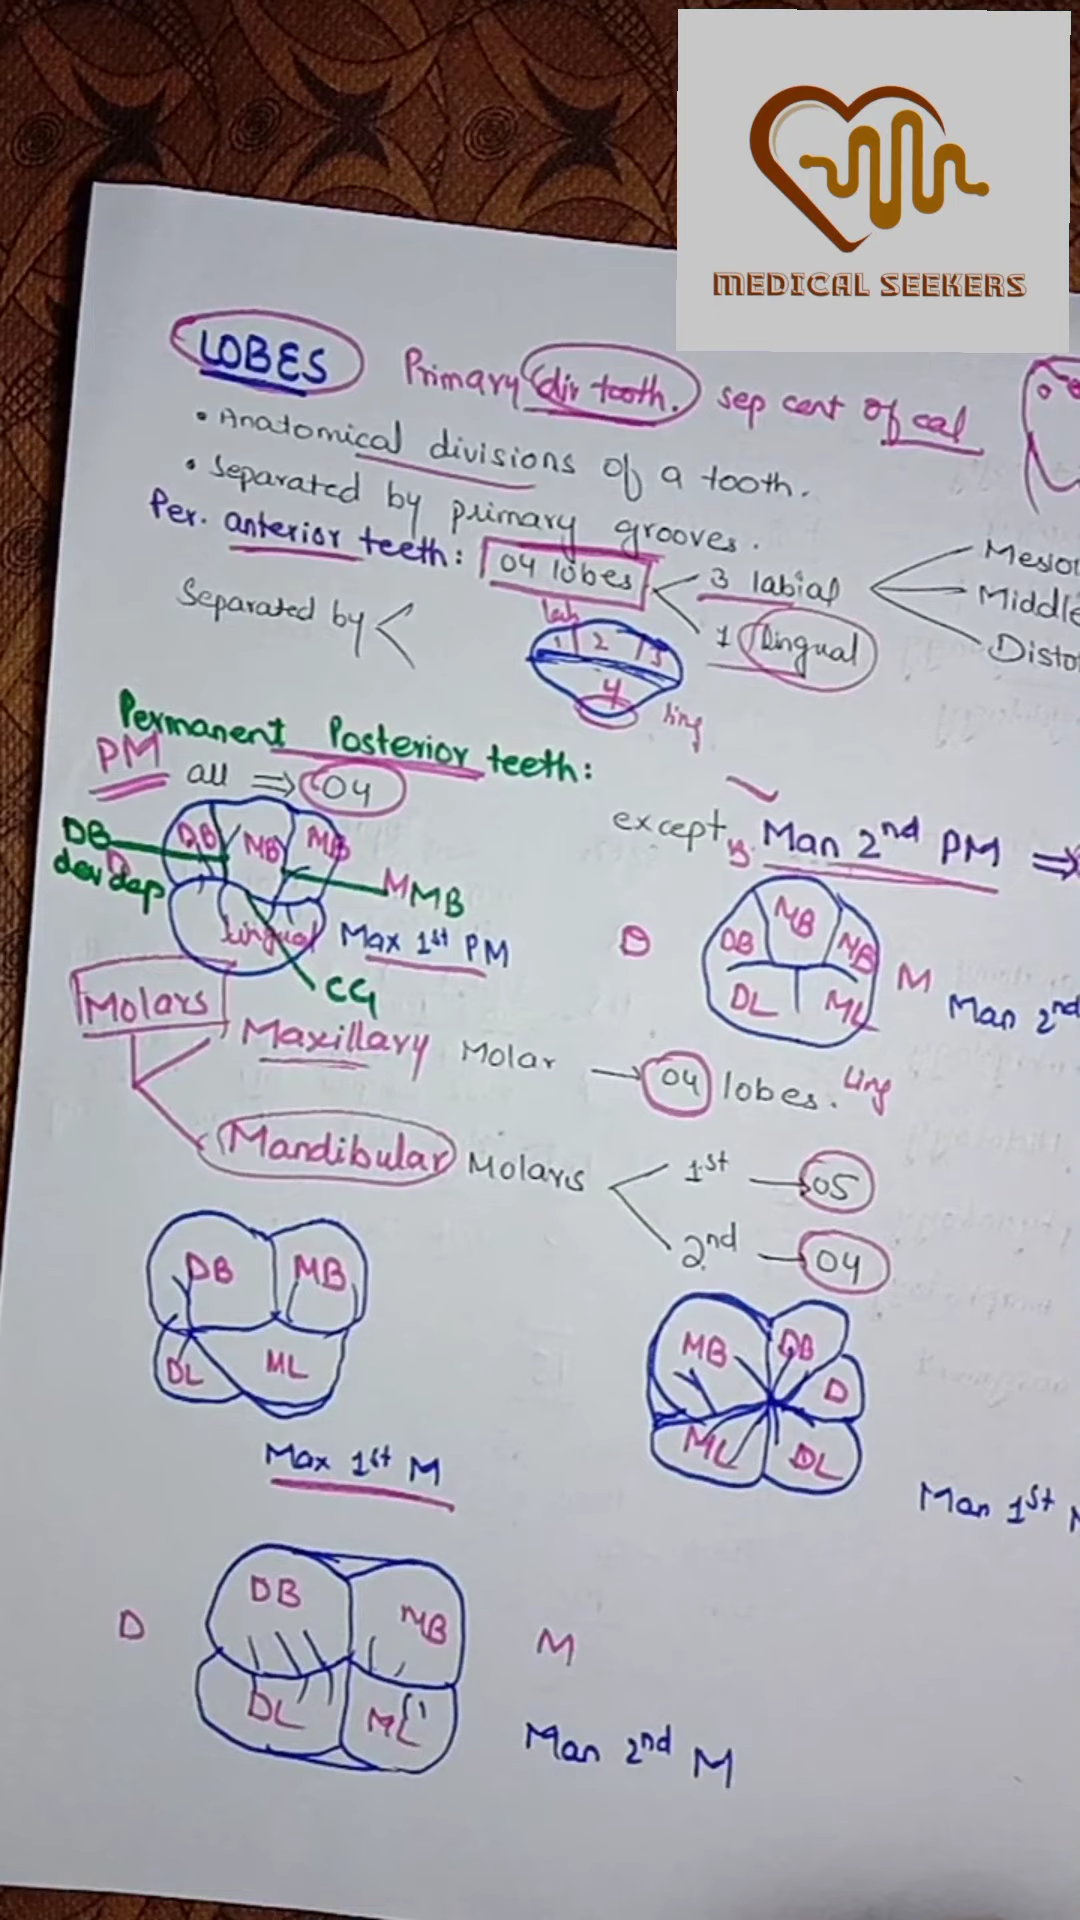 MEDICAL SEEKERS
LOBES Primary div tooth. sep cent of cal
• Anatomical divisions of a tooth.
• Separated by primary grooves.
Per. anterior teeth: 04 lobes 3 labial Mesio
Middle
1 lingual Disto
Separated by
lab
1 2 3
4
ling
Permanent Posterior teeth:
PM all ⇒ 04
except Man 2nd PM ⇒
DB MB MB
DB
dev dep
MMB
Lingual Max 1st PM
CG
D MB
DB MB M
DL ML Man 2nd
Molars
Maxillary Molar → 04 lobes. Ling
Mandibular Molars 1st → 05
2nd → 04
DB MB
DL ML
Max 1st M
MB DB
D
ML DL
Man 1st
DB MB
D M
DL ML
Man 2nd M